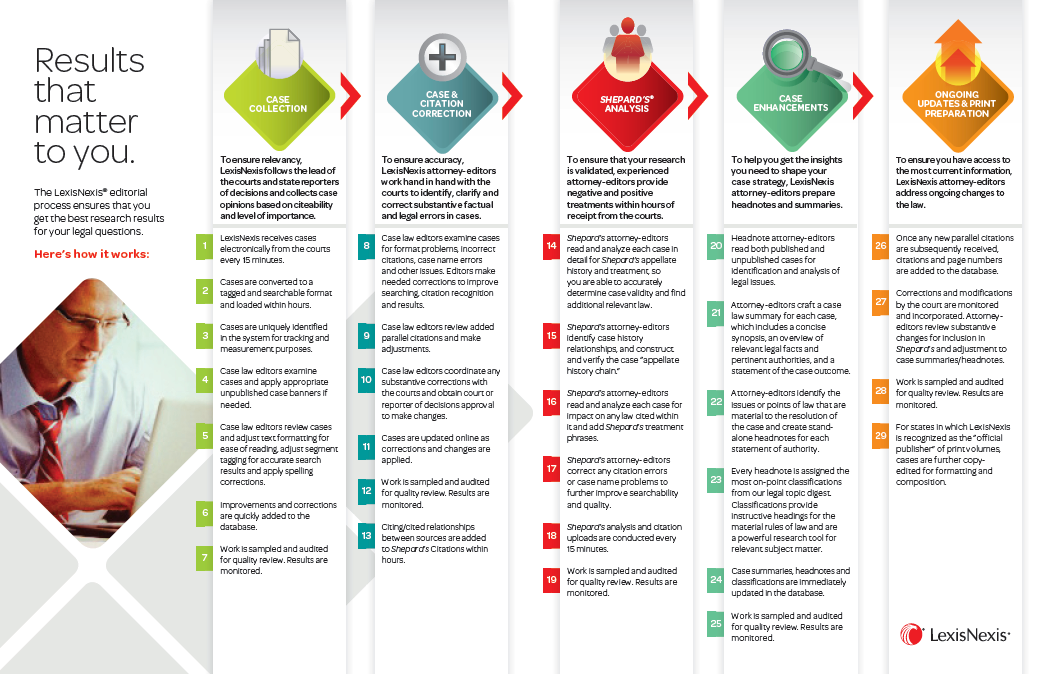 Results
that
matter
to you.
The LexisNexis® editorial
process ensures that you
get the best research results
for your legal questions.
Here's how it works:
CASE
COLLECTION
To ensure relevancy,
LexisNexis follows the lead of
the courts and state reporters
of decisions and collects case
opinions based on citeability
and level of importance.
1
LexisNexis receives cases
electronically from the courts
every 15 minutes.
2
Cases are converted to a
tagged and searchable format
and loaded within hours.
3
Cases are uniquely identified
in the system for tracking and
measurement purposes.
4
Case law editors examine
cases and apply appropriate
unpublished case banners if
needed.
5
Case law editors review cases
and adjust text formatting for
ease of reading, adjust segment
tagging for accurate search
results and apply spelling
corrections.
6
Improvements and corrections
are quickly added to the
database.
7
Work is sampled and audited
for quality review. Results are
monitored.
CASE &
CITATION
CORRECTION
To ensure accuracy,
LexisNexis attorney-editors
work hand in hand with the
courts to identify, clarify and
correct substantive factual
and legal errors in cases.
8
Case law editors examine cases
for format problems, incorrect
citations, case name errors
and other issues. Editors make
needed corrections to improve
searching, citation recognition
and results.
9
Case law editors review added
parallel citations and make
adjustments.
10
Case law editors coordinate any
substantive corrections with
the courts and obtain court or
reporter of decisions approval
to make changes.
11
Cases are updated online as
corrections and changes are
applied.
12
Work is sampled and audited
for quality review. Results are
monitored.
13
Citing/cited relationships
between sources are added
to Shepard's Citations within
hours.
SHEPARD'S®
ANALYSIS
To ensure that your research
is validated, experienced
attorney-editors provide
negative and positive
treatments within hours of
receipt from the courts.
14
Shepard's attorney-editors
read and analyze each case in
detail for Shepard's appellate
history and treatment, so
you are able to accurately
determine case validity and find
additional relevant law.
15
Shepard's attorney-editors
identify case history
relationships, and construct
and verify the case "appellate
history chain."
16
Shepard's attorney-editors
read and analyze each case for
impact on any law cited within
it and add Shepard's treatment
phrases.
17
Shepard's attorney-editors
correct any citation errors
or case name problems to
further improve searchability
and quality.
18
Shepard's analysis and citation
uploads are conducted every
15 minutes.
19
Work is sampled and audited
for quality review. Results are
monitored.
CASE
ENHANCEMENTS
To help you get the insights
you need to shape your
case strategy, LexisNexis
attorney-editors prepare
headnotes and summaries.
20
Headnote attorney-editors
read both published and
unpublished cases for
identification and analysis of
legal issues.
21
Attorney-editors craft a case
law summary for each case,
which includes a concise
synopsis, an overview of
relevant legal facts and
pertinent authorities, and a
statement of the case outcome.
22
Attorney-editors identify the
issues or points of law that are
material to the resolution of
the case and create stand-
alone headnotes for each
statement of authority.
23
Every headnote is assigned the
most on-point classifications
from our legal topic digest.
Classifications provide
instructive headings for the
material rules of law and are
a powerful research tool for
relevant subject matter.
24
Case summaries, headnotes and
classifications are immediately
updated in the database.
25
Work is sampled and audited
for quality review. Results are
monitored.
ONGOING
UPDATES & PRINT
PREPARATION
To ensure you have access to
the most current information,
LexisNexis attorney-editors
address ongoing changes to
the law.
26
Once any new parallel citations
are subsequently received,
citations and page numbers
are added to the database.
27
Corrections and modifications
by the court are monitored
and incorporated. Attorney-
editors review substantive
changes for inclusion in
Shepard's and adjustment to
case summaries/headnotes.
28
Work is sampled and audited
for quality review. Results are
monitored.
29
For states in which LexisNexis
is recognized as the "official
publisher" of print volumes,
cases are further copy-
edited for formatting and
composition.
LexisNexis®